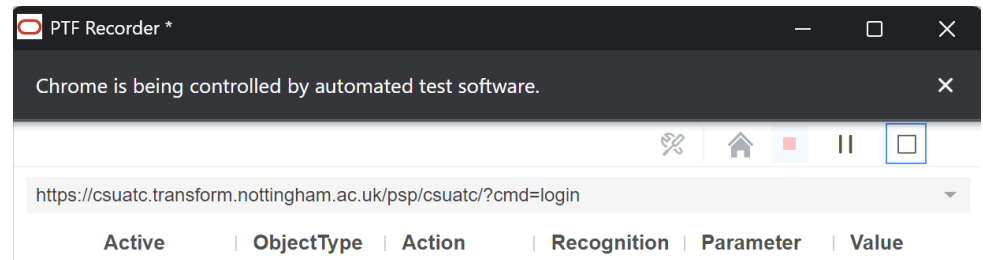 PTF Recorder *
Chrome is being controlled by automated test software.
https://csuatc.transform.nottingham.ac.uk/psp/csuatc/?cmd=login
Active ObjectType Action Recognition Parameter Value